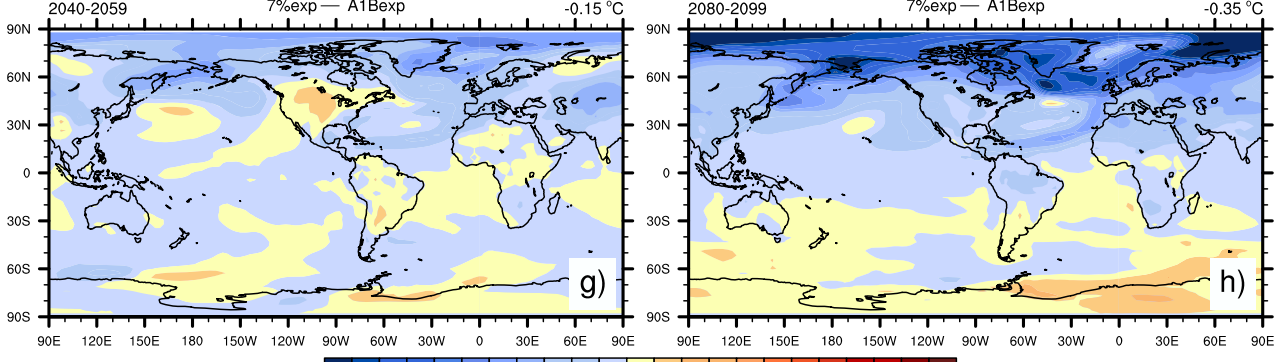 2040-2059 7%exp — A1Bexp -0.15 °C
2080-2099 7%exp — A1Bexp -0.35 °C
90N 90N
60N 60N
30N 30N
0 0
30S 30S
60S 60S
90S 90S
g) h)
90E 120E 150E 180 150W 120W 90W 60W 30W 0 30E 60E 90E
90E 120E 150E 180 150W 120W 90W 60W 30W 0 30E 60E 90E